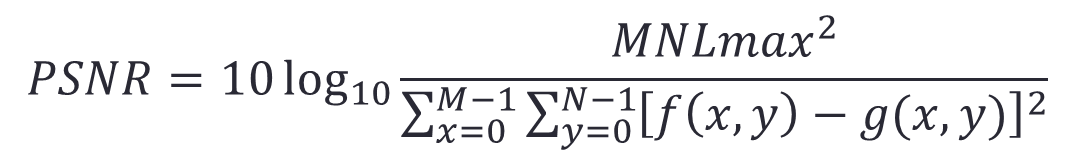 PSNR = 10 log₁₀ MNLmax² / ∑_{x=0}^{M−1} ∑_{y=0}^{N−1} [f(x, y) − g(x, y)]²